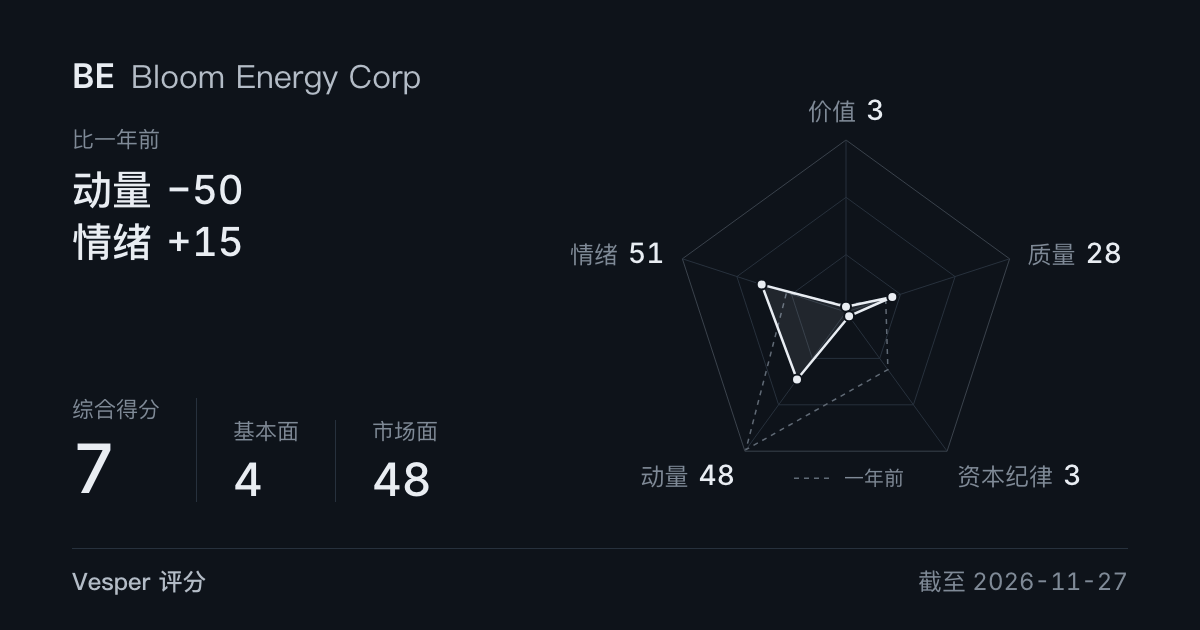 BE Bloom Energy Corp
比一年前
动量 −50
情绪 +15
综合得分
7
基本面
4
市场面
48
价值 3
情绪 51
质量 28
动量 48
一年前
资本纪律 3
Vesper 评分
截至 2026-11-27